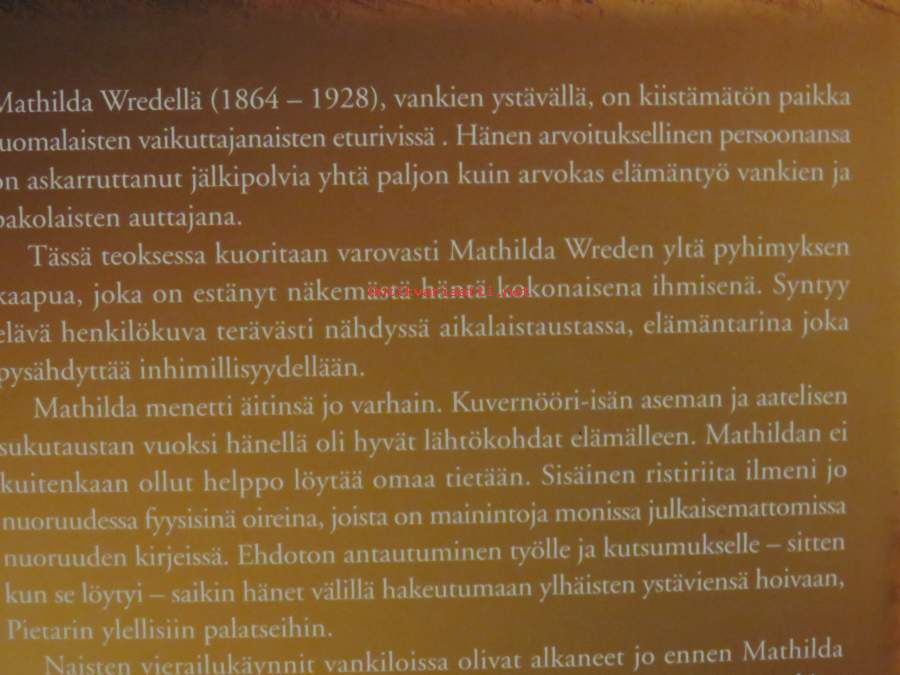 Mathilda Wredellä (1864 – 1928), vankien ystävällä, on kiistämätön paikka
uomalaisten vaikuttajanaisten eturivissä . Hänen arvoituksellinen persoonansa
on askarruttanut jälkipolvia yhtä paljon kuin arvokas elämäntyö vankien ja
pakolaisten auttajana.
Tässä teoksessa kuoritaan varovasti Mathilda Wreden yltä pyhimyksen
kaapua, joka on estänyt näkemästä häntä kokonaisena ihmisenä. Syntyy
elävä henkilökuva terävästi nähdyssä aikalaistaustassa, elämäntarina joka
pysähdyttää inhimillisyydellään.
Mathilda menetti äitinsä jo varhain. Kuvernööri-isän aseman ja aatelisen
sukutaustan vuoksi hänellä oli hyvät lähtökohdat elämälleen. Mathildan ei
kuitenkaan ollut helppo löytää omaa tietään. Sisäinen ristiriita ilmeni jo
nuoruudessa fyysisinä oireina, joista on mainintoja monissa julkaisemattomissa
nuoruuden kirjeissä. Ehdoton antautuminen työlle ja kutsumukselle – sitten
kun se löytyi – saikin hänet välillä hakeutumaan ylhäisten ystäviensä hoivaan,
Pietarin ylellisiin palatseihin.
Naisten vierailukäynnit vankiloissa olivat alkaneet jo ennen Mathilda